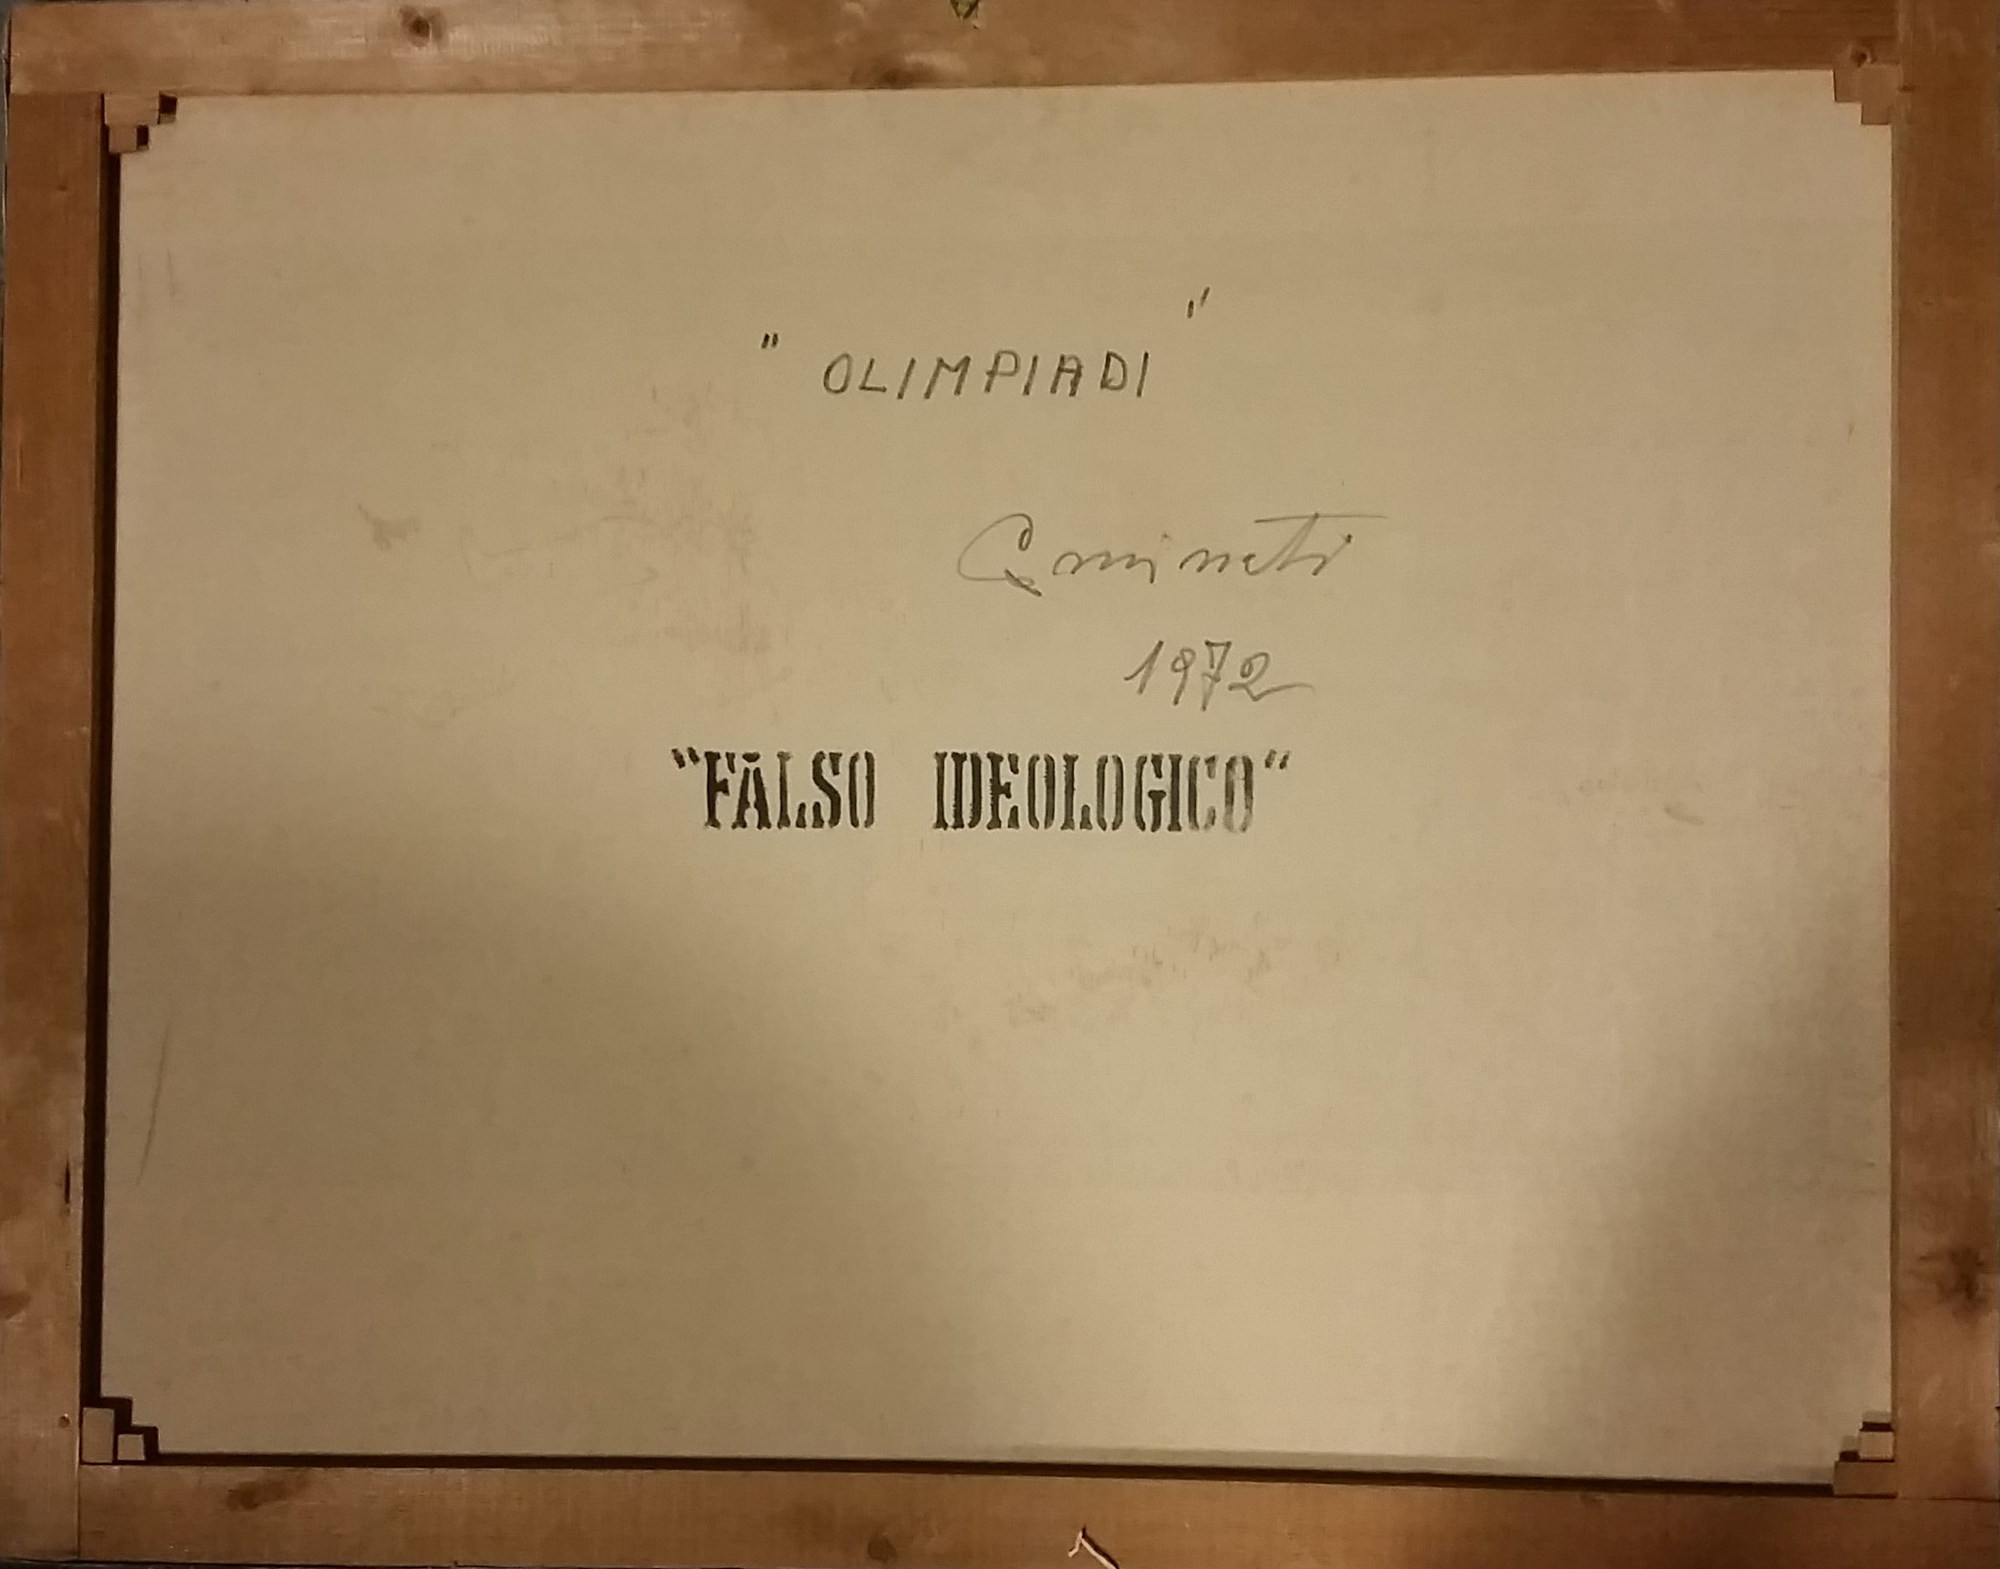 " OLIMPIADI "
1972
"FALSO IDEOLOGICO"